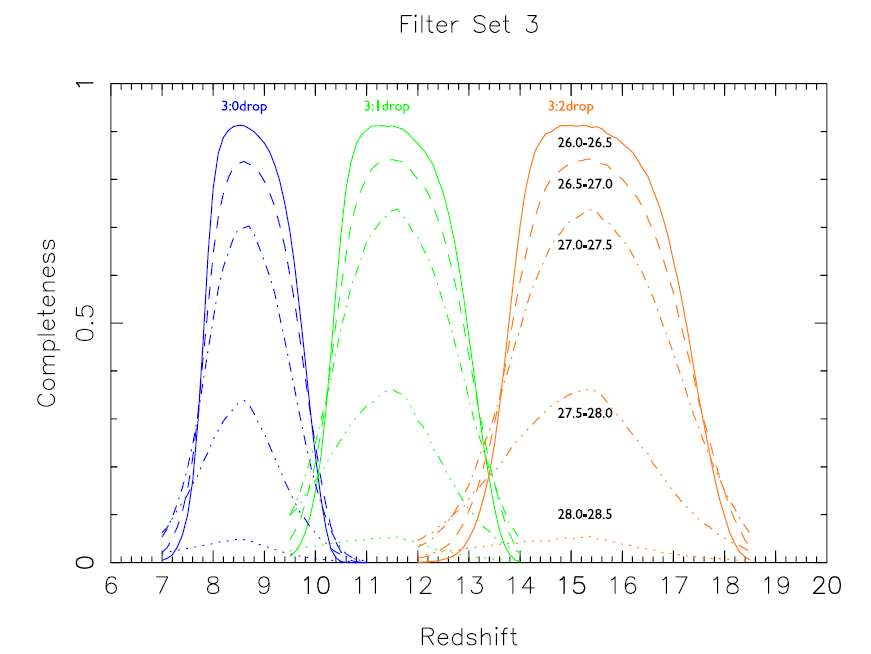 Filter Set 3
1
3:0drop 3:1drop 3:2drop
26.0-26.5
26.5-27.0
27.0-27.5
0.5
Completeness
27.5-28.0
28.0-28.5
0
6 7 8 9 10 11 12 13 14 15 16 17 18 19 20
Redshift